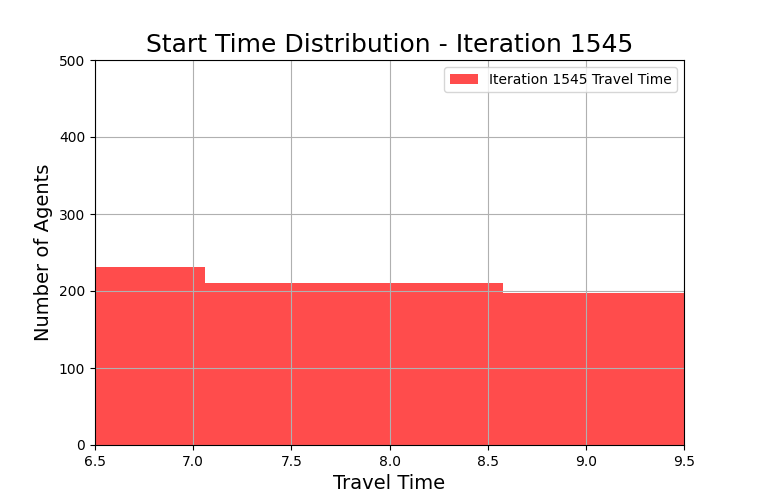 Start Time Distribution - Iteration 1545
Iteration 1545 Travel Time
Number of Agents
500
400
300
200
100
0
6.5 7.0 7.5 8.0 8.5 9.0 9.5
Travel Time